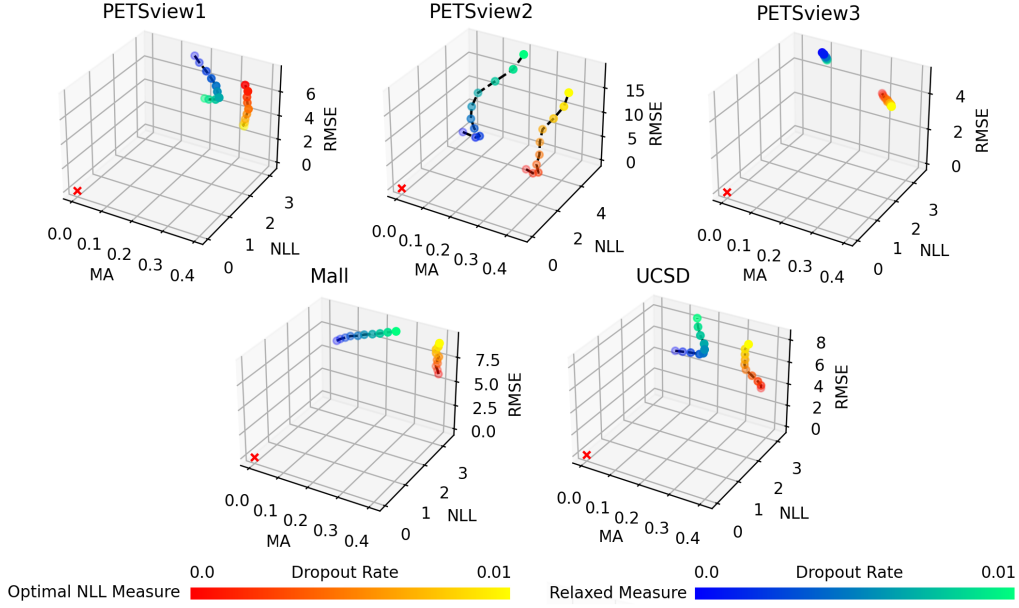 PETSview1
PETSview2
PETSview3
0.0
0.1
0.2
0.3
0.4
MA
0
1
2
3
NLL
0
2
4
6
RMSE
0.0
0.1
0.2
0.3
0.4
MA
0
2
4
NLL
0
5
10
15
RMSE
0.0
0.1
0.2
0.3
0.4
MA
0
1
2
3
NLL
0
2
4
RMSE
Mall
UCSD
0.0
0.1
0.2
0.3
0.4
MA
0
1
2
3
NLL
0.0
2.5
5.0
7.5
RMSE
0.0
0.1
0.2
0.3
0.4
MA
0
1
2
3
NLL
0
2
4
6
8
RMSE
0.0 Dropout Rate 0.01
Optimal NLL Measure
0.0 Dropout Rate 0.01
Relaxed Measure